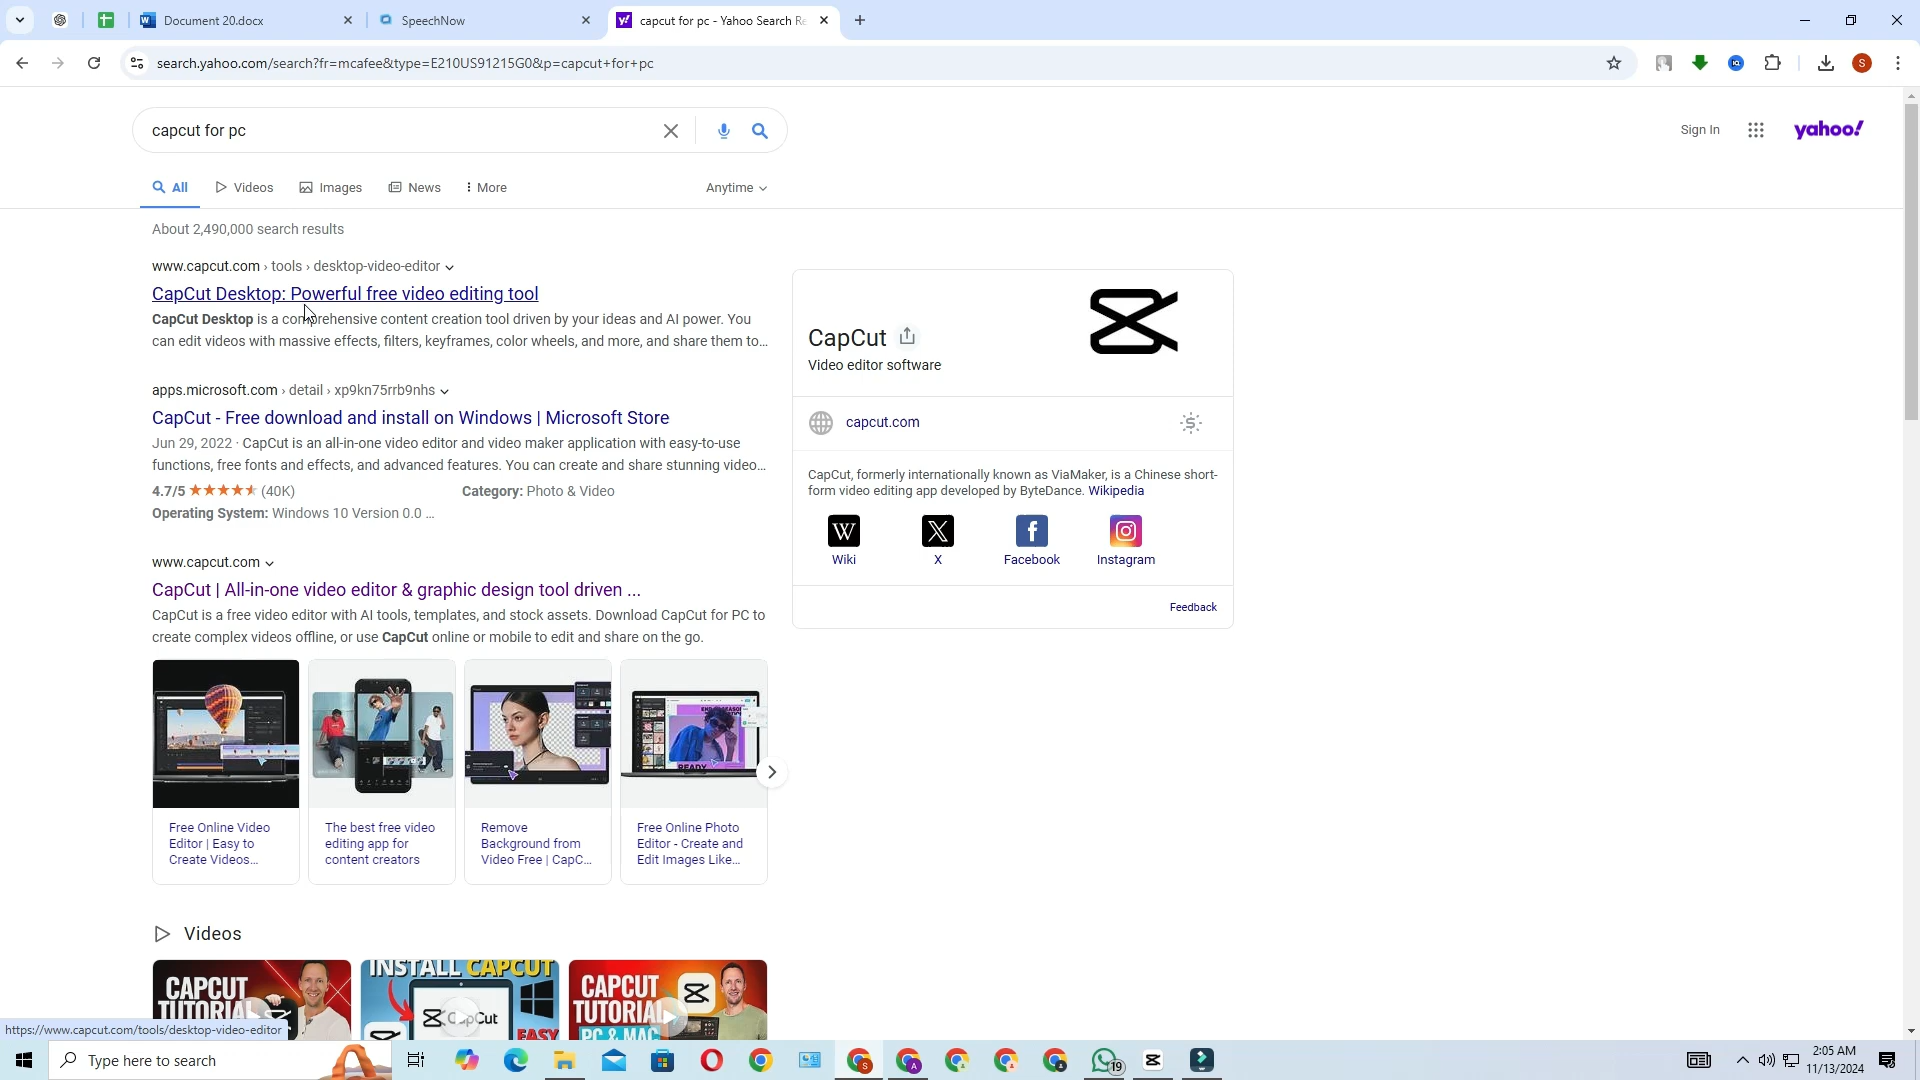 Document 20.docx
SpeechNow
capcut for pc - Yahoo Search Re
search.yahoo.com/search?fr=mcafee&type=E210US91215G0&p=capcut+for+pc
S
capcut for pc
Sign In
yahoo!
All
Videos
Images
News
More
Anytime
About 2,490,000 search results
www.capcut.com › tools › desktop-video-editor
CapCut Desktop: Powerful free video editing tool
CapCut Desktop is a comprehensive content creation tool driven by your ideas and AI power. You
can edit videos with massive effects, filters, keyframes, color wheels, and more, and share them to...
apps.microsoft.com › detail › xp9kn75rrb9nhs
CapCut - Free download and install on Windows | Microsoft Store
Jun 29, 2022 · CapCut is an all-in-one video editor and video maker application with easy-to-use
functions, free fonts and effects, and advanced features. You can create and share stunning video...
4.7/5 (40K) Category: Photo & Video
Operating System: Windows 10 Version 0.0 ...
www.capcut.com
CapCut | All-in-one video editor & graphic design tool driven ...
CapCut is a free video editor with AI tools, templates, and stock assets. Download CapCut for PC to
create complex videos offline, or use CapCut online or mobile to edit and share on the go.
Free Online Video
Editor | Easy to
Create Videos...
The best free video
editing app for
content creators
Remove
Background from
Video Free | CapC...
Free Online Photo
Editor - Create and
Edit Images Like...
Videos
CAPCUT
TUTORIAL
INSTALL CAPCUT
CapCut
EASY
CAPCUT
TUTORIAL
PC & MAC
CapCut
Video editor software
capcut.com
CapCut, formerly internationally known as ViaMaker, is a Chinese short-
form video editing app developed by ByteDance. Wikipedia
W
Wiki
X
Facebook
Instagram
Feedback
https://www.capcut.com/tools/desktop-video-editor
Type here to search
S
A
19
2:05 AM
11/13/2024